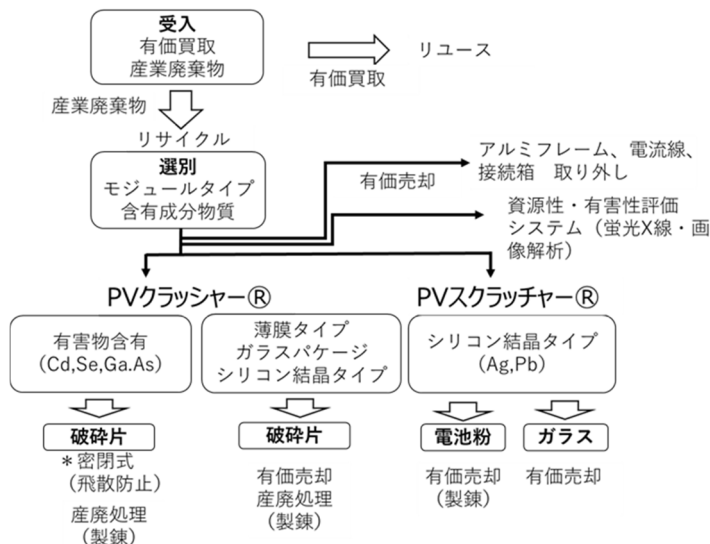 受入
有価買取
産業廃棄物
リユース
有価買取
産業廃棄物
リサイクル
選別
モジュールタイプ
含有成分物質
有価売却
アルミフレーム、電流線、
接続箱 取り外し
資源性・有害性評価
システム（蛍光X線・画
像解析）
PVクラッシャー®
PVスクラッチャー®
有害物含有
(Cd,Se,Ga.As)
薄膜タイプ
ガラスパッケージ
シリコン結晶タイプ
シリコン結晶タイプ
(Ag,Pb)
破砕片
＊密閉式
（飛散防止）
産廃処理
（製錬）
破砕片
有価売却
産廃処理
（製錬）
電池粉
有価売却
（製錬）
ガラス
有価売却